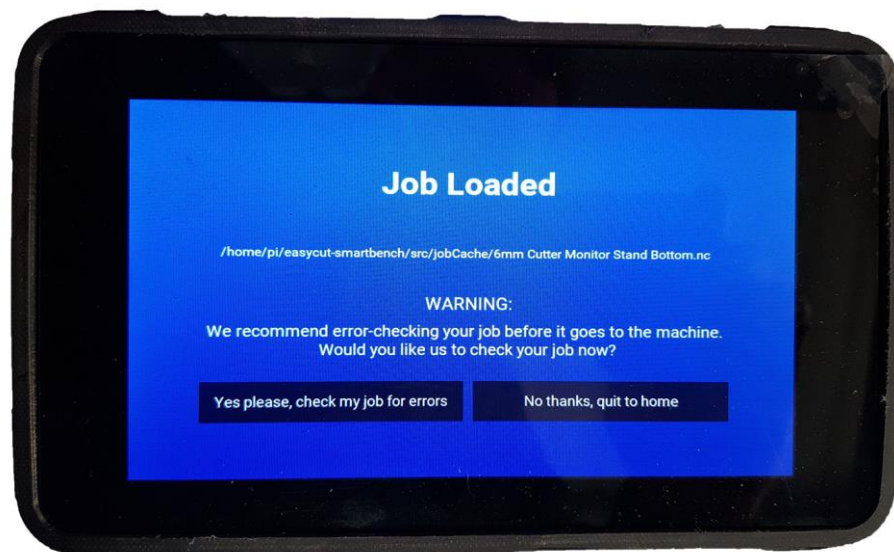 Job Loaded
/home/pi/easycut-smartbench/src/jobCache/6mm Cutter Monitor Stand Bottom.nc
WARNING:
We recommend error-checking your job before it goes to the machine.
Would you like us to check your job now?
Yes please, check my job for errors
No thanks, quit to home